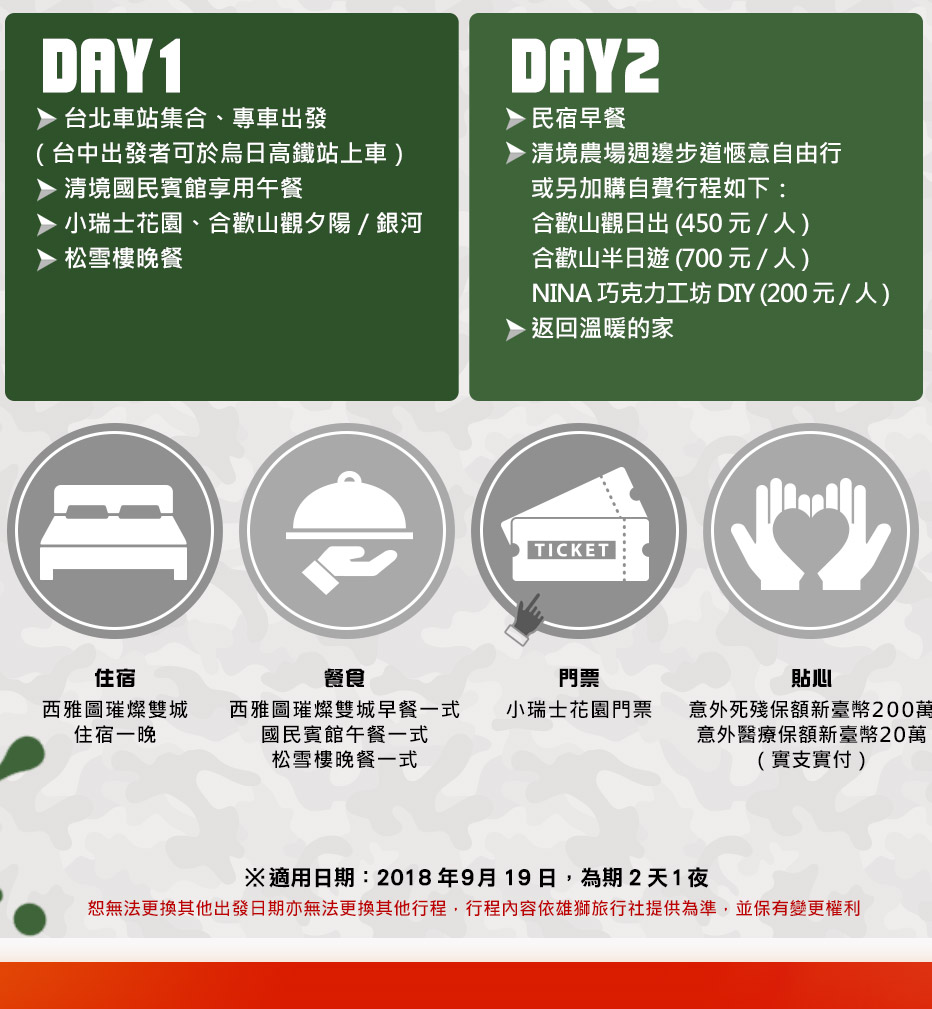 DAY1
➤ 台北車站集合、專車出發
( 台中出發者可於烏日高鐵站上車 )
➤ 清境國民賓館享用午餐
➤ 小瑞士花園、合歡山觀夕陽 / 銀河
➤ 松雪樓晚餐
DAY2
➤ 民宿早餐
➤ 清境農場週邊步道愜意自由行
或另加購自費行程如下：
合歡山觀日出 (450 元 / 人 )
合歡山半日遊 (700 元 / 人 )
NINA 巧克力工坊 DIY (200 元 / 人 )
➤ 返回溫暖的家
TICKET
住宿
西雅圖璀燦雙城
住宿一晚
餐食
西雅圖璀燦雙城早餐一式
國民賓館午餐一式
松雪樓晚餐一式
門票
小瑞士花園門票
貼心
意外死殘保額新臺幣200萬
意外醫療保額新臺幣20萬
( 實支實付 )
※適用日期：2018 年9月 19 日，為期 2 天1夜
恕無法更換其他出發日期亦無法更換其他行程，行程內容依雄獅旅行社提供為準，並保有變更權利